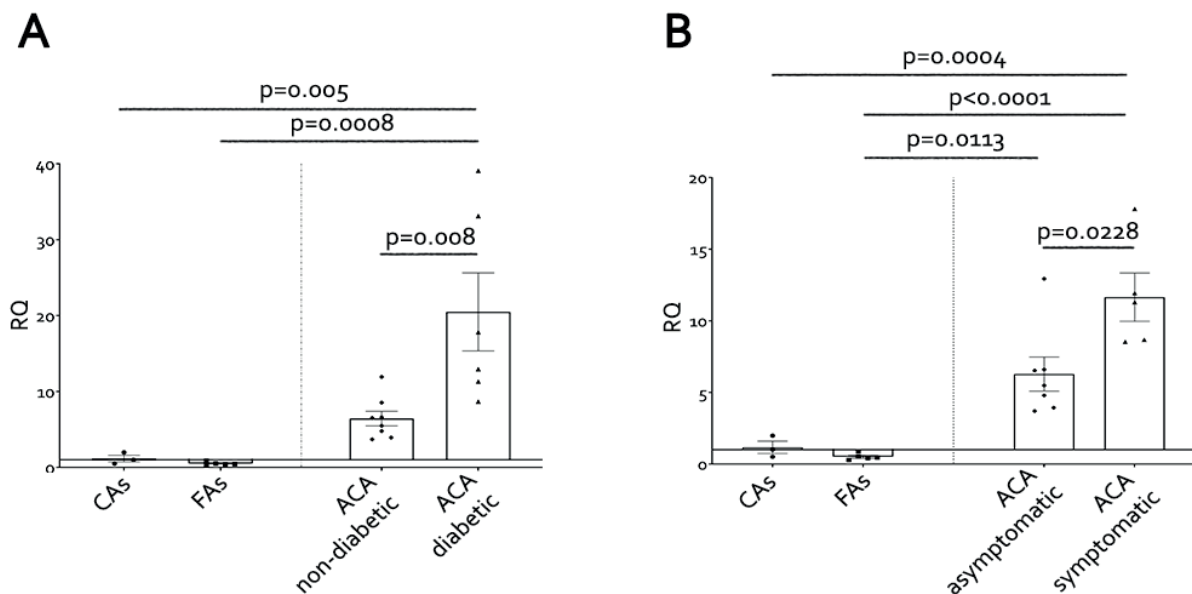 A
p=0.005
p=0.0008
p=0.008
RQ
40
30
20
10
0
CAs
FAs
ACA
non-diabetic
ACA
diabetic
B
p=0.0004
p<0.0001
p=0.0113
p=0.0228
RQ
20
15
10
5
0
CAs
FAs
ACA
asymptomatic
ACA
symptomatic